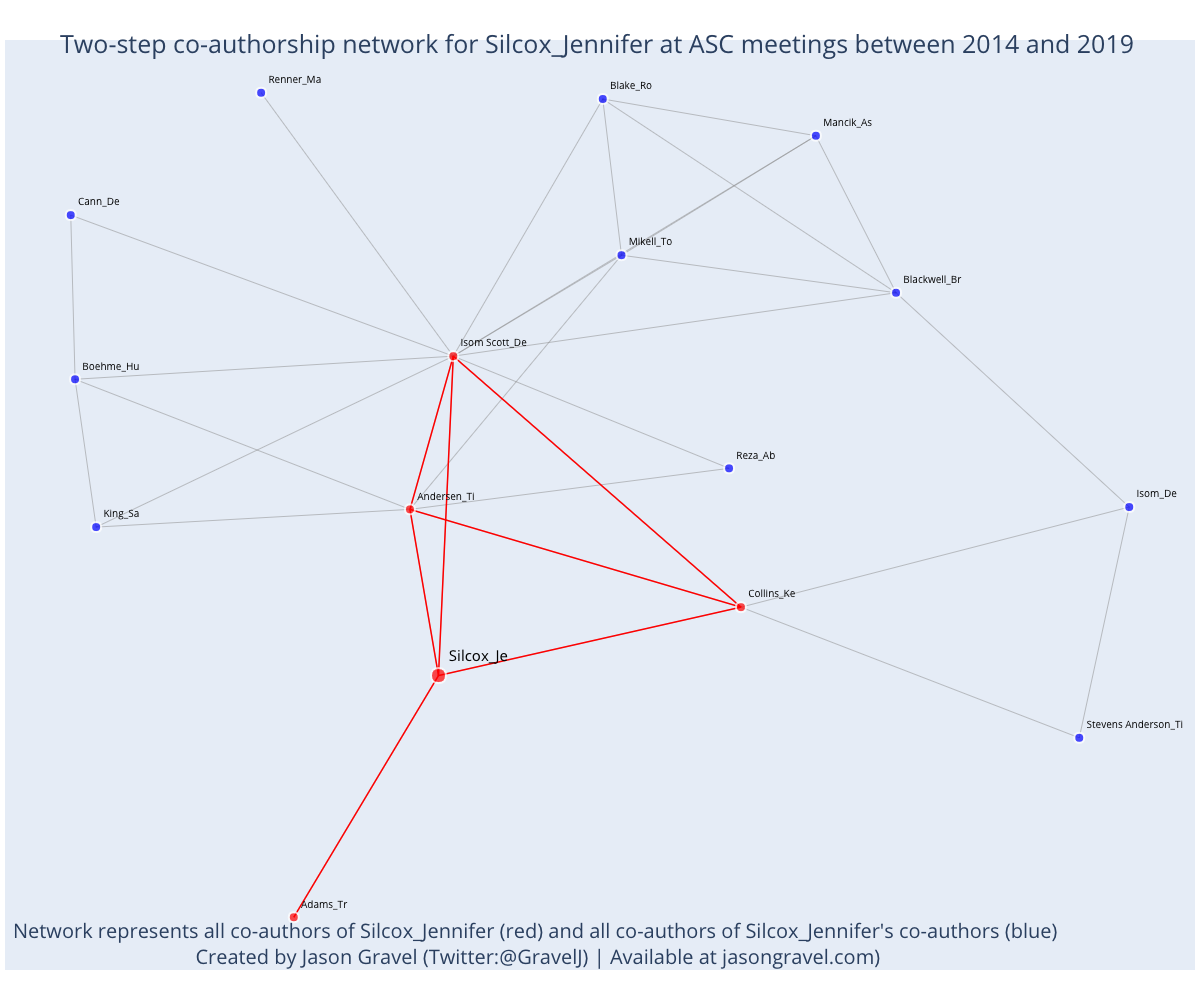 Two-step co-authorship network for Silcox_Jennifer at ASC meetings between 2014 and 2019
Renner_Ma
Blake_Ro
Mancik_As
Cann_De
Mikell_To
Blackwell_Br
Isom Scott_De
Boehme_Hu
Reza_Ab
Andersen_Ti
Isom_De
King_Sa
Collins_Ke
Silcox_Je
Stevens Anderson_Ti
Adams_Tr
Network represents all co-authors of Silcox_Jennifer (red) and all co-authors of Silcox_Jennifer's co-authors (blue)
Created by Jason Gravel (Twitter:@GravelJ) | Available at jasongravel.com)